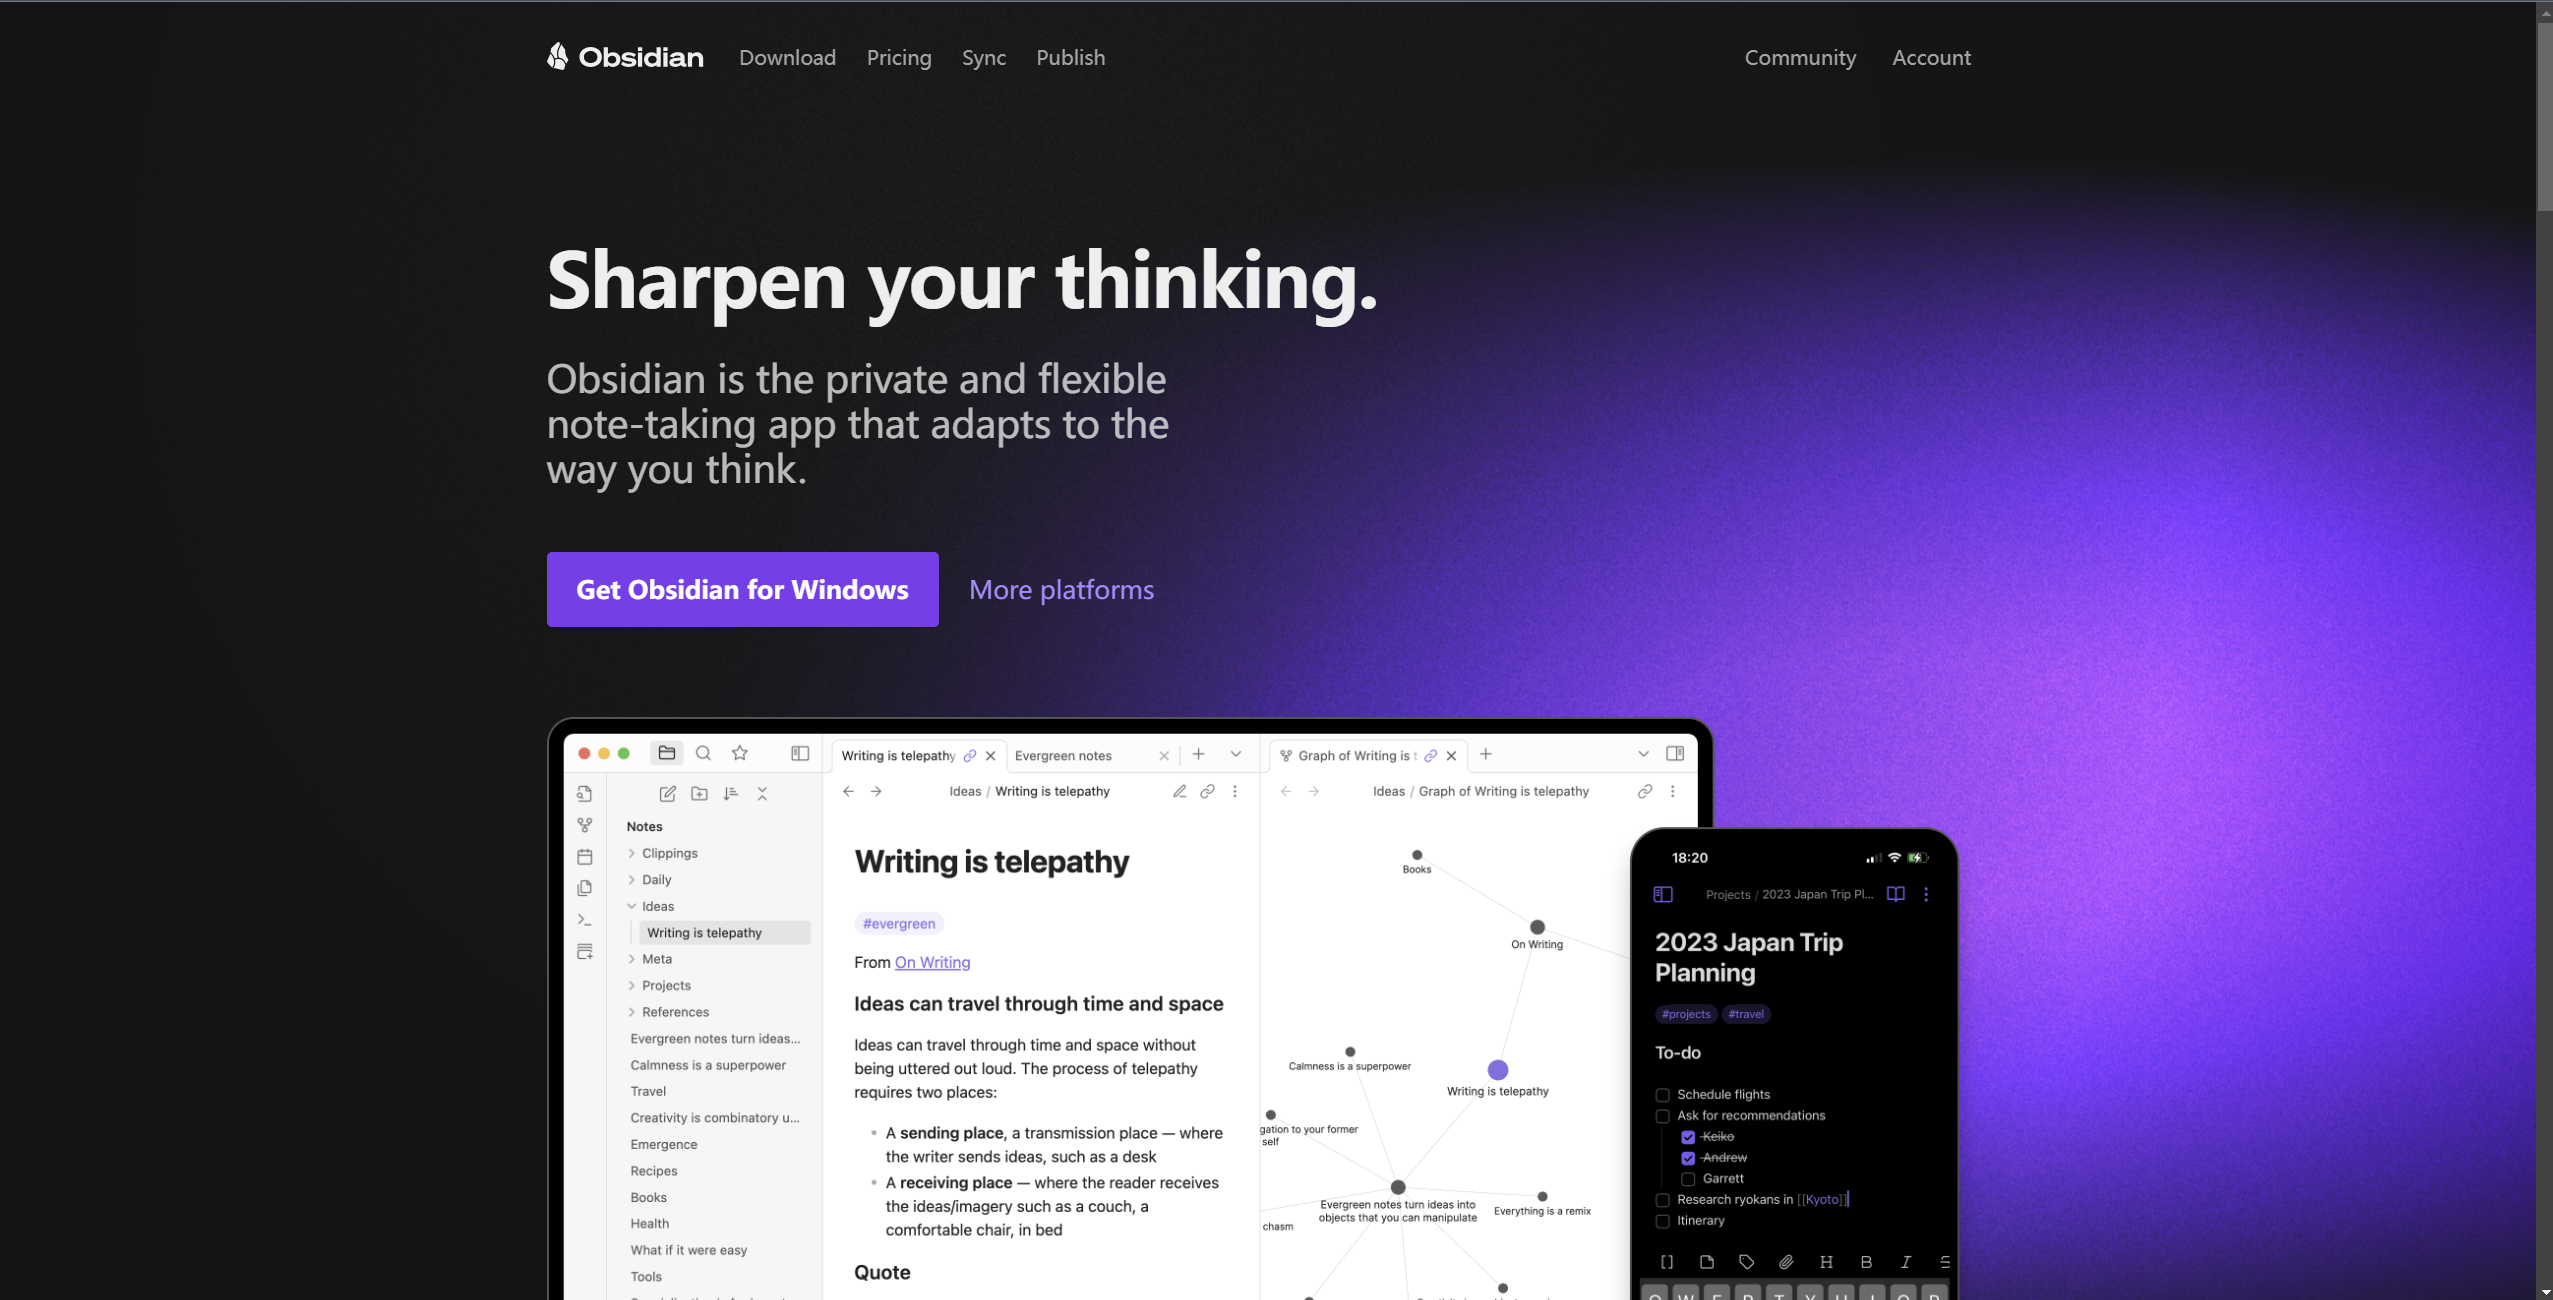 Obsidian Download Pricing Sync Publish Community Account
Sharpen your thinking.
Obsidian is the private and flexible
note-taking app that adapts to the
way you think.
Get Obsidian for Windows More platforms
Writing is telepathy
Evergreen notes
Graph of Writing is
Ideas / Writing is telepathy
Ideas / Graph of Writing is telepathy
Notes
Clippings
Daily
Ideas
Writing is telepathy
Meta
Projects
References
Evergreen notes turn ideas...
Calmness is a superpower
Travel
Creativity is combinatory u...
Emergence
Recipes
Books
Health
What if it were easy
Tools
Writing is telepathy
#evergreen
From On Writing
Ideas can travel through time and space
Ideas can travel through time and space without
being uttered out loud. The process of telepathy
requires two places:
• A sending place, a transmission place — where
the writer sends ideas, such as a desk
• A receiving place — where the reader receives
the ideas/imagery such as a couch, a
comfortable chair, in bed
Quote
Books
On Writing
Calmness is a superpower
Writing is telepathy
gation to your former
self
Evergreen notes turn ideas into
objects that you can manipulate
Everything is a remix
chasm
18:20
Projects / 2023 Japan Trip Pl...
2023 Japan Trip
Planning
#projects #travel
To-do
Schedule flights
Ask for recommendations
Keiko
Andrew
Garrett
Research ryokans in [[Kyoto]]
Itinerary
[] H B I S
Q W E R T Y U I O P